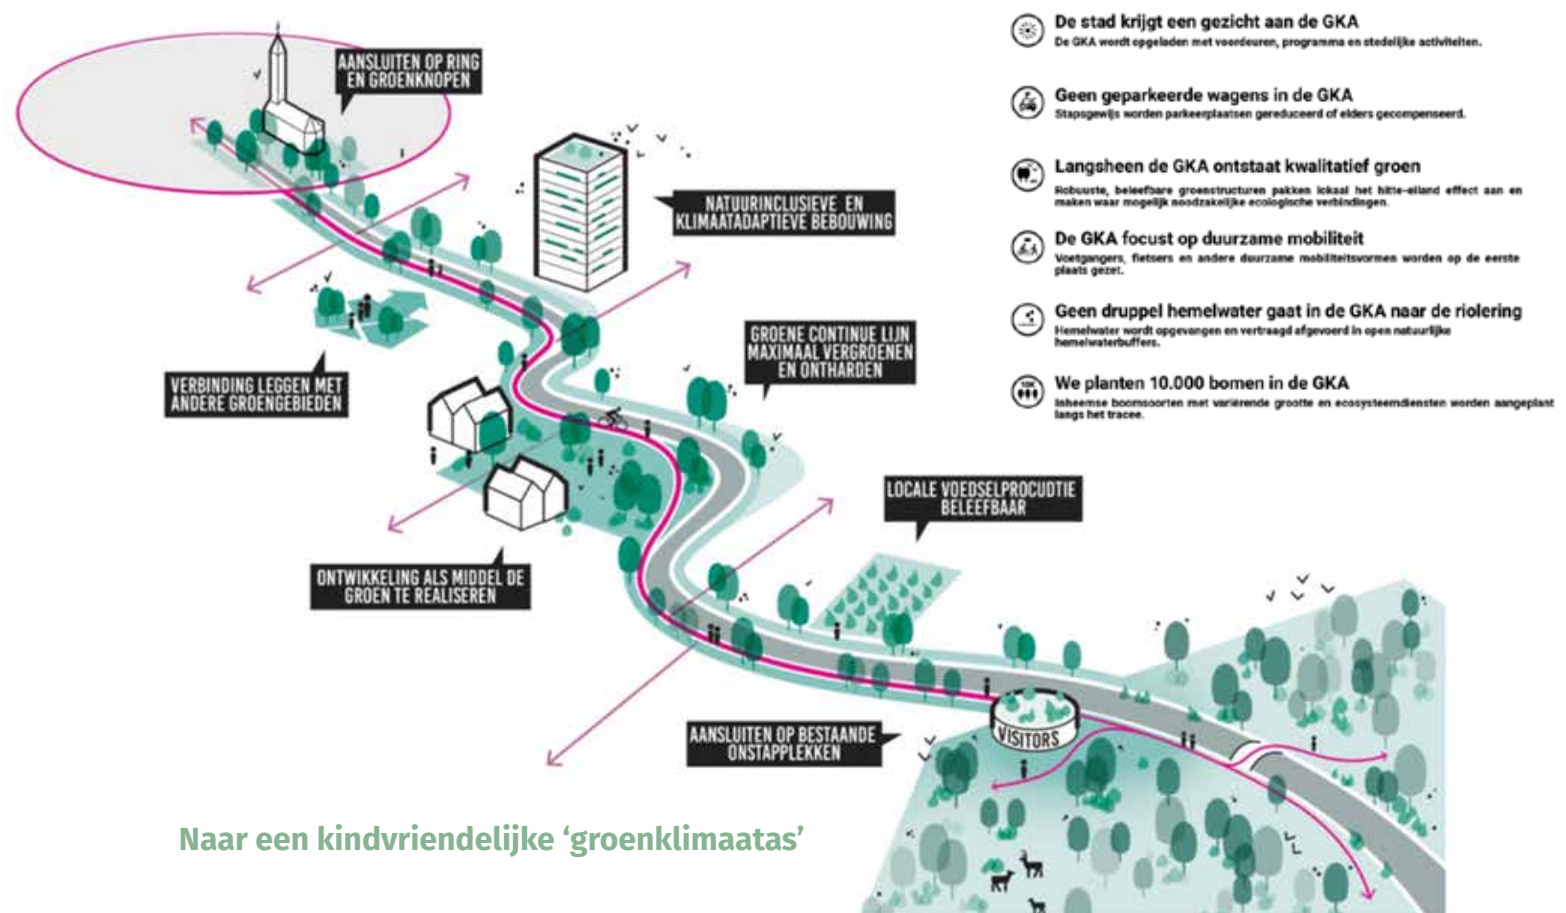 AANSLUITEN OP RING
EN GROENKNOPEN
NATUURINCLUSIEVE EN
KLIMAATADAPTIEVE BEBOUWING
VERBINDING LEGGEN MET
ANDERE GROENGEBIEDEN
GROENE CONTINUE LIJN
MAXIMAAL VERGROENEN
EN ONTHARDEN
LOCALE VOEDSELPROCUDTIE
BELEEFBAAR
ONTWIKKELING ALS MIDDEL DE
GROEN TE REALISEREN
AANSLUITEN OP BESTAANDE
ONSTAPPLEKKEN
VISITORS
Naar een kindvriendelijke ‘groenklimaatas’
De stad krijgt een gezicht aan de GKA
De GKA wordt opgeladen met voordeuren, programma en stedelijke activiteiten.
P
Geen geparkeerde wagens in de GKA
Stapsgewijs worden parkeerplaatsen gereduceerd of elders gecompenseerd.
Langsheen de GKA ontstaat kwalitatief groen
Robuuste, beleefbare groenstructuren pakken lokaal het hitte-eiland effect aan en
maken waar mogelijk noodzakelijke ecologische verbindingen.
De GKA focust op duurzame mobiliteit
Voetgangers, fietsers en andere duurzame mobiliteitsvormen worden op de eerste
plaats gezet.
Geen druppel hemelwater gaat in de GKA naar de riolering
Hemelwater wordt opgevangen en vertraagd afgevoerd in open natuurlijke
hemelwaterbuffers.
10K
We planten 10.000 bomen in de GKA
Inheemse boomsoorten met variërende grootte en ecosysteemdiensten worden aangeplant
langs het tracee.